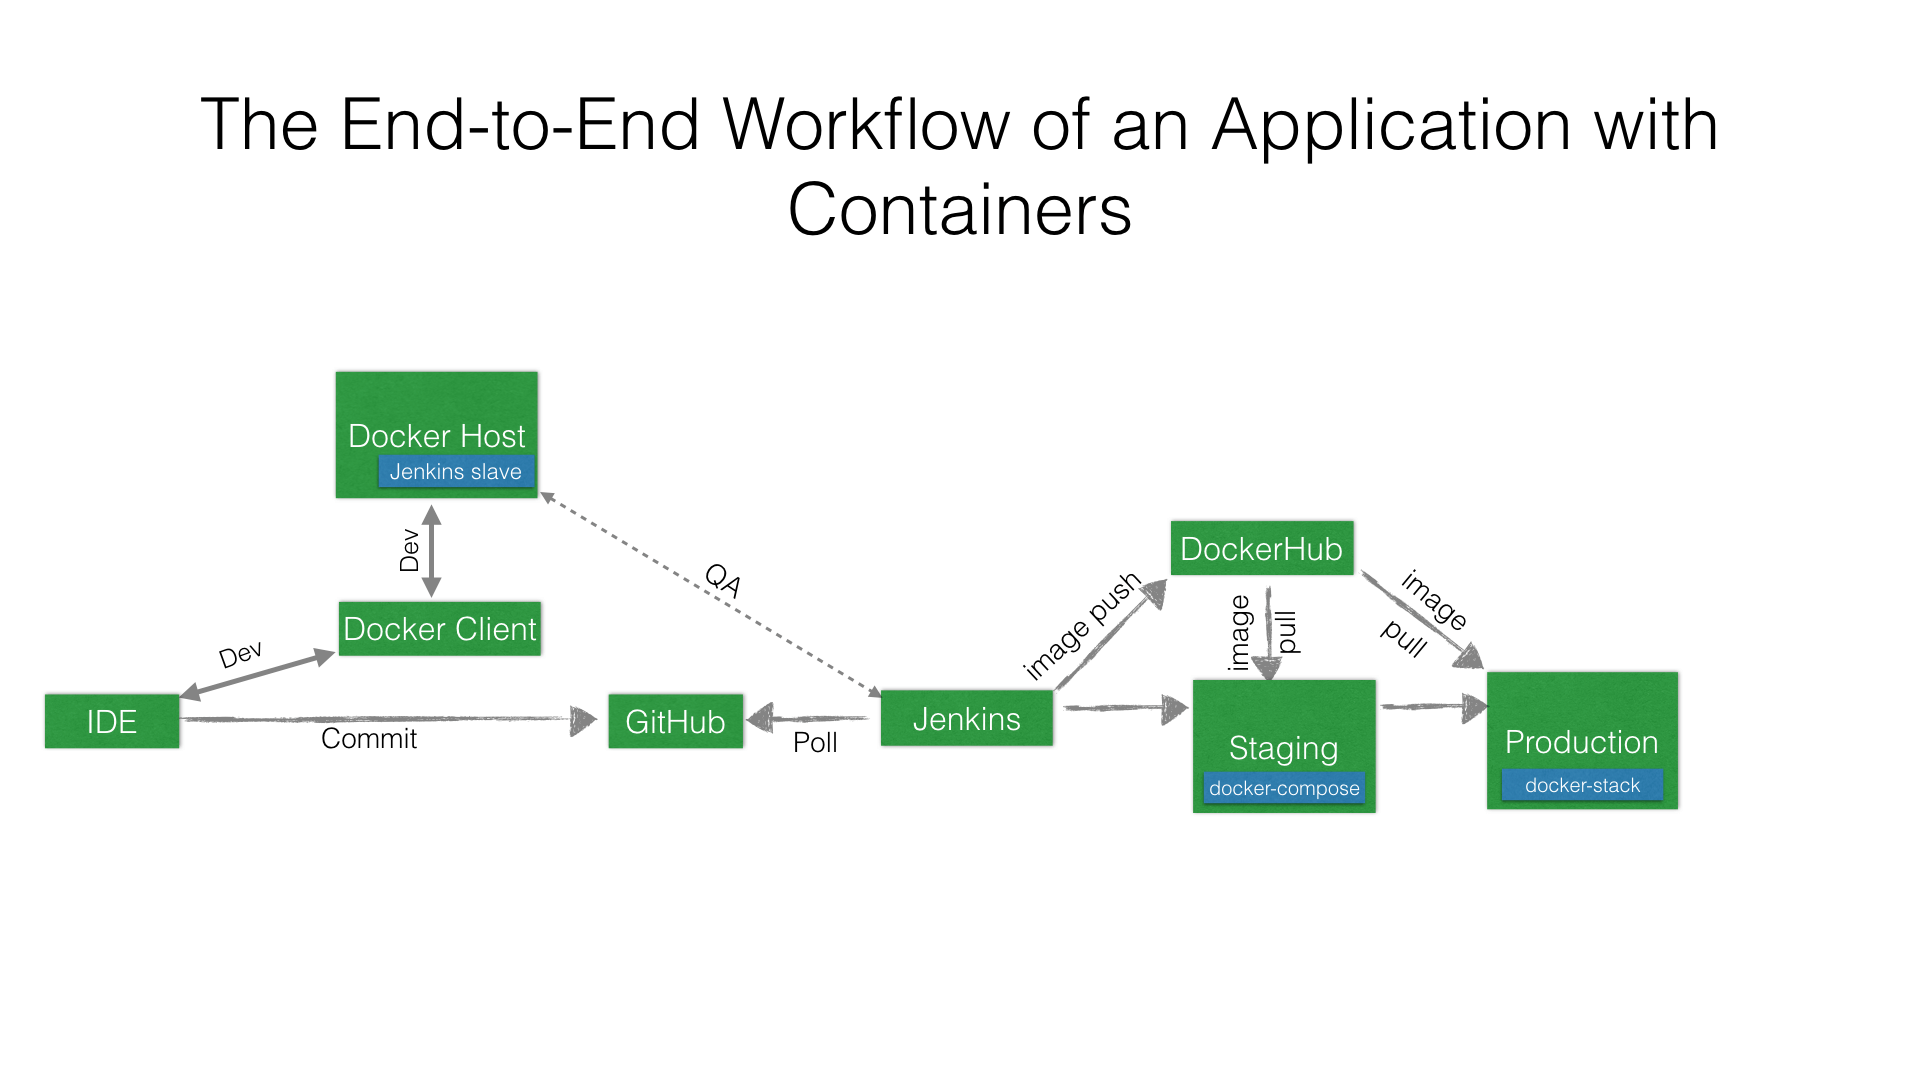 The End-to-End Workflow of an Application with
Containers
Docker Host
Jenkins slave
Dev
QA
DockerHub
Docker Client
Dev
image push
image
pull
image
pull
IDE
Commit
GitHub
Poll
Jenkins
Staging
docker-compose
Production
docker-stack